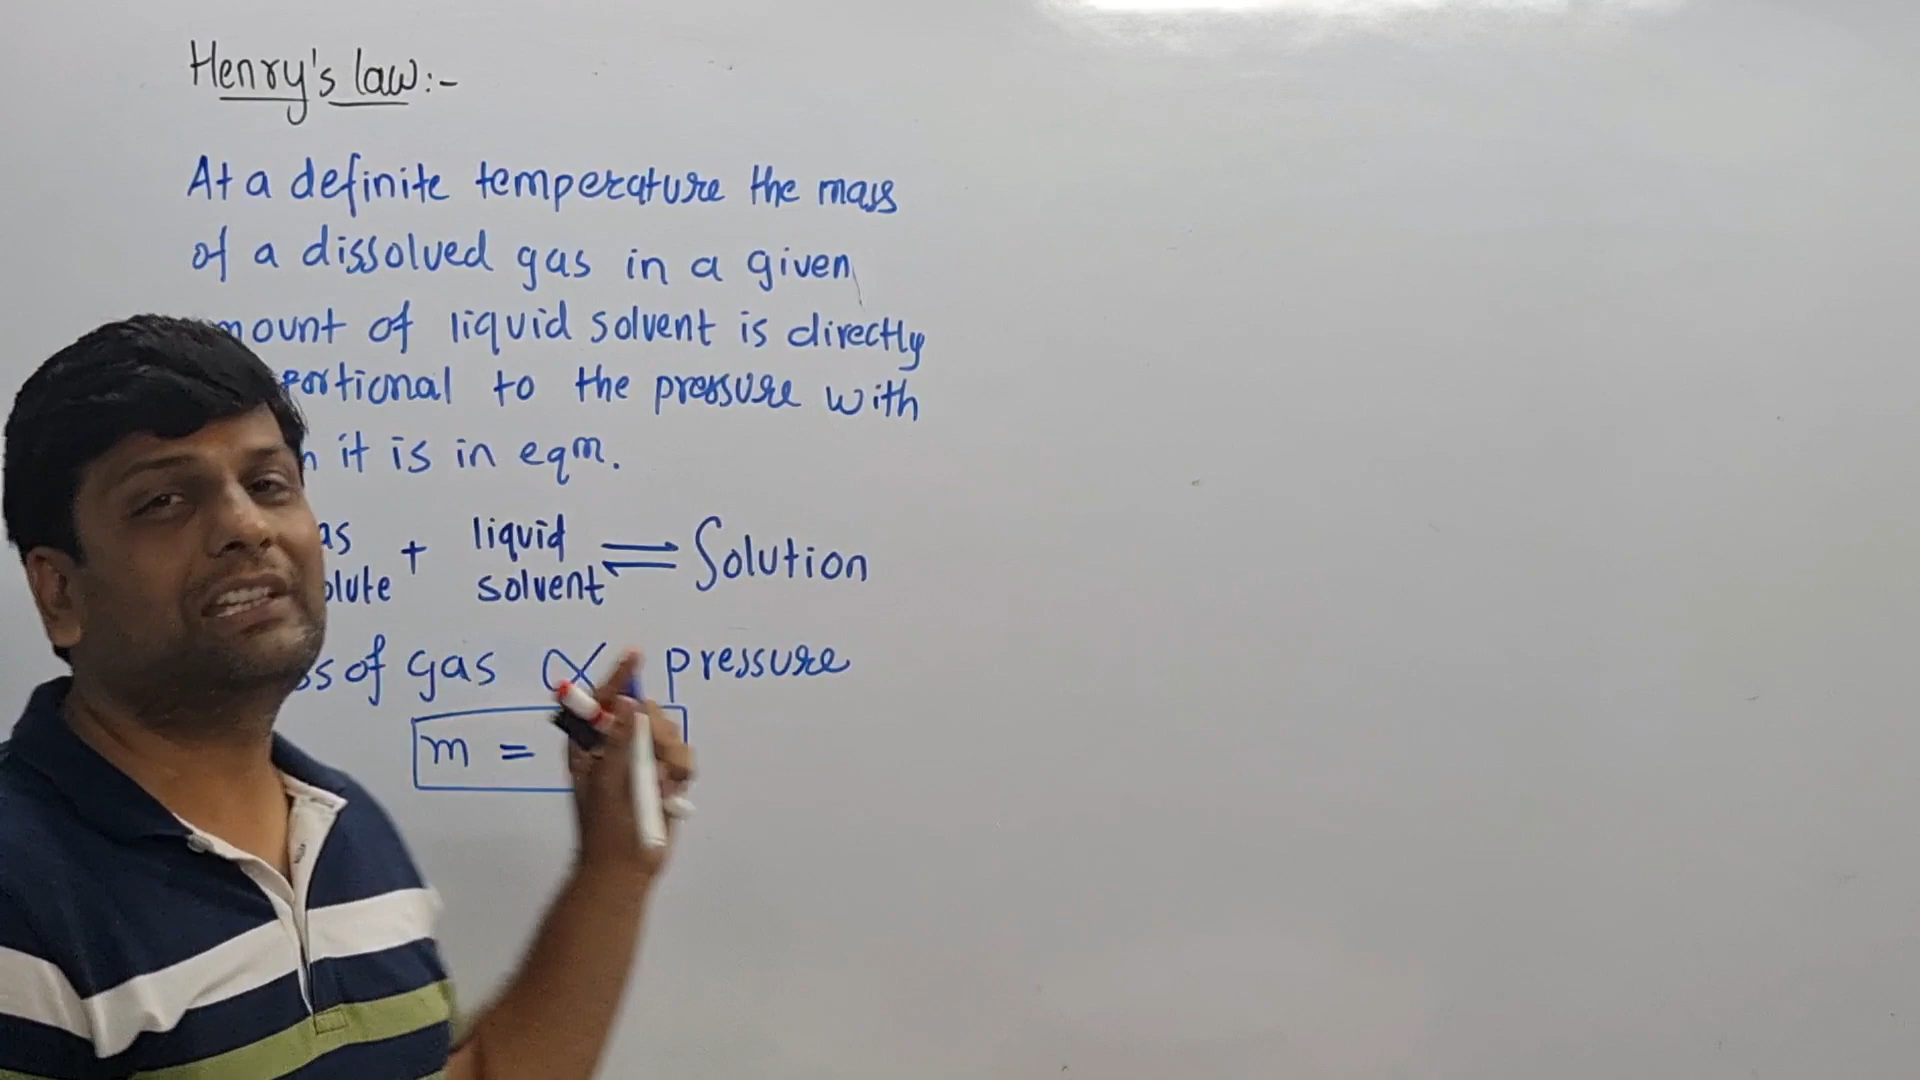 Henry's law:-
At a definite temperature the mass
of a dissolved gas in a given
mount of liquid solvent is directly
portional to the pressure with
it is in eqm.
+ liquid ⇌ Solution
solvent
of gas ∝ pressure
m =